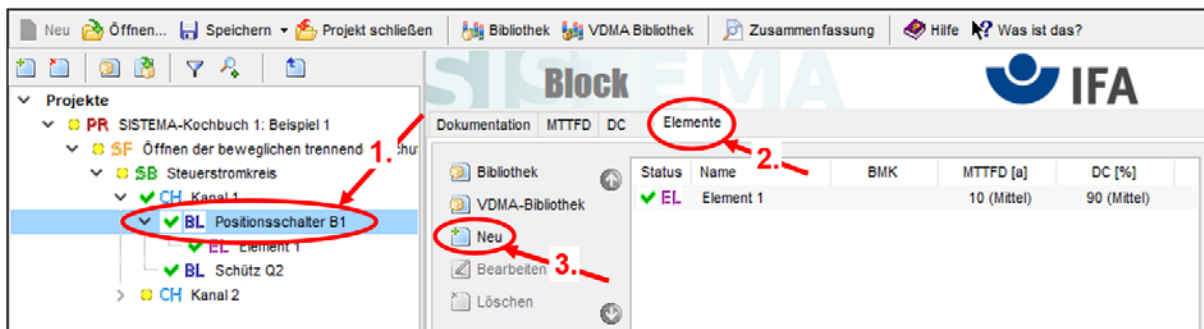 Neu Öffnen... Speichern Projekt schließen Bibliothek VDMA Bibliothek Zusammenfassung Hilfe Was ist das?
SISTEMA
Block
IFA
Projekte
PR SISTEMA-Kochbuch 1: Beispiel 1
SF Öffnen der beweglichen trennend
1.
SB Steuerstromkreis
CH Kanal 1
BL Positionsschalter B1
EL Element 1
BL Schütz Q2
CH Kanal 2
Dokumentation MTTFD DC Elemente
2.
Bibliothek
VDMA-Bibliothek
Neu
3.
Bearbeiten
Löschen
Status Name BMK MTTFD [a] DC [%]
EL Element 1 10 (Mittel) 90 (Mittel)